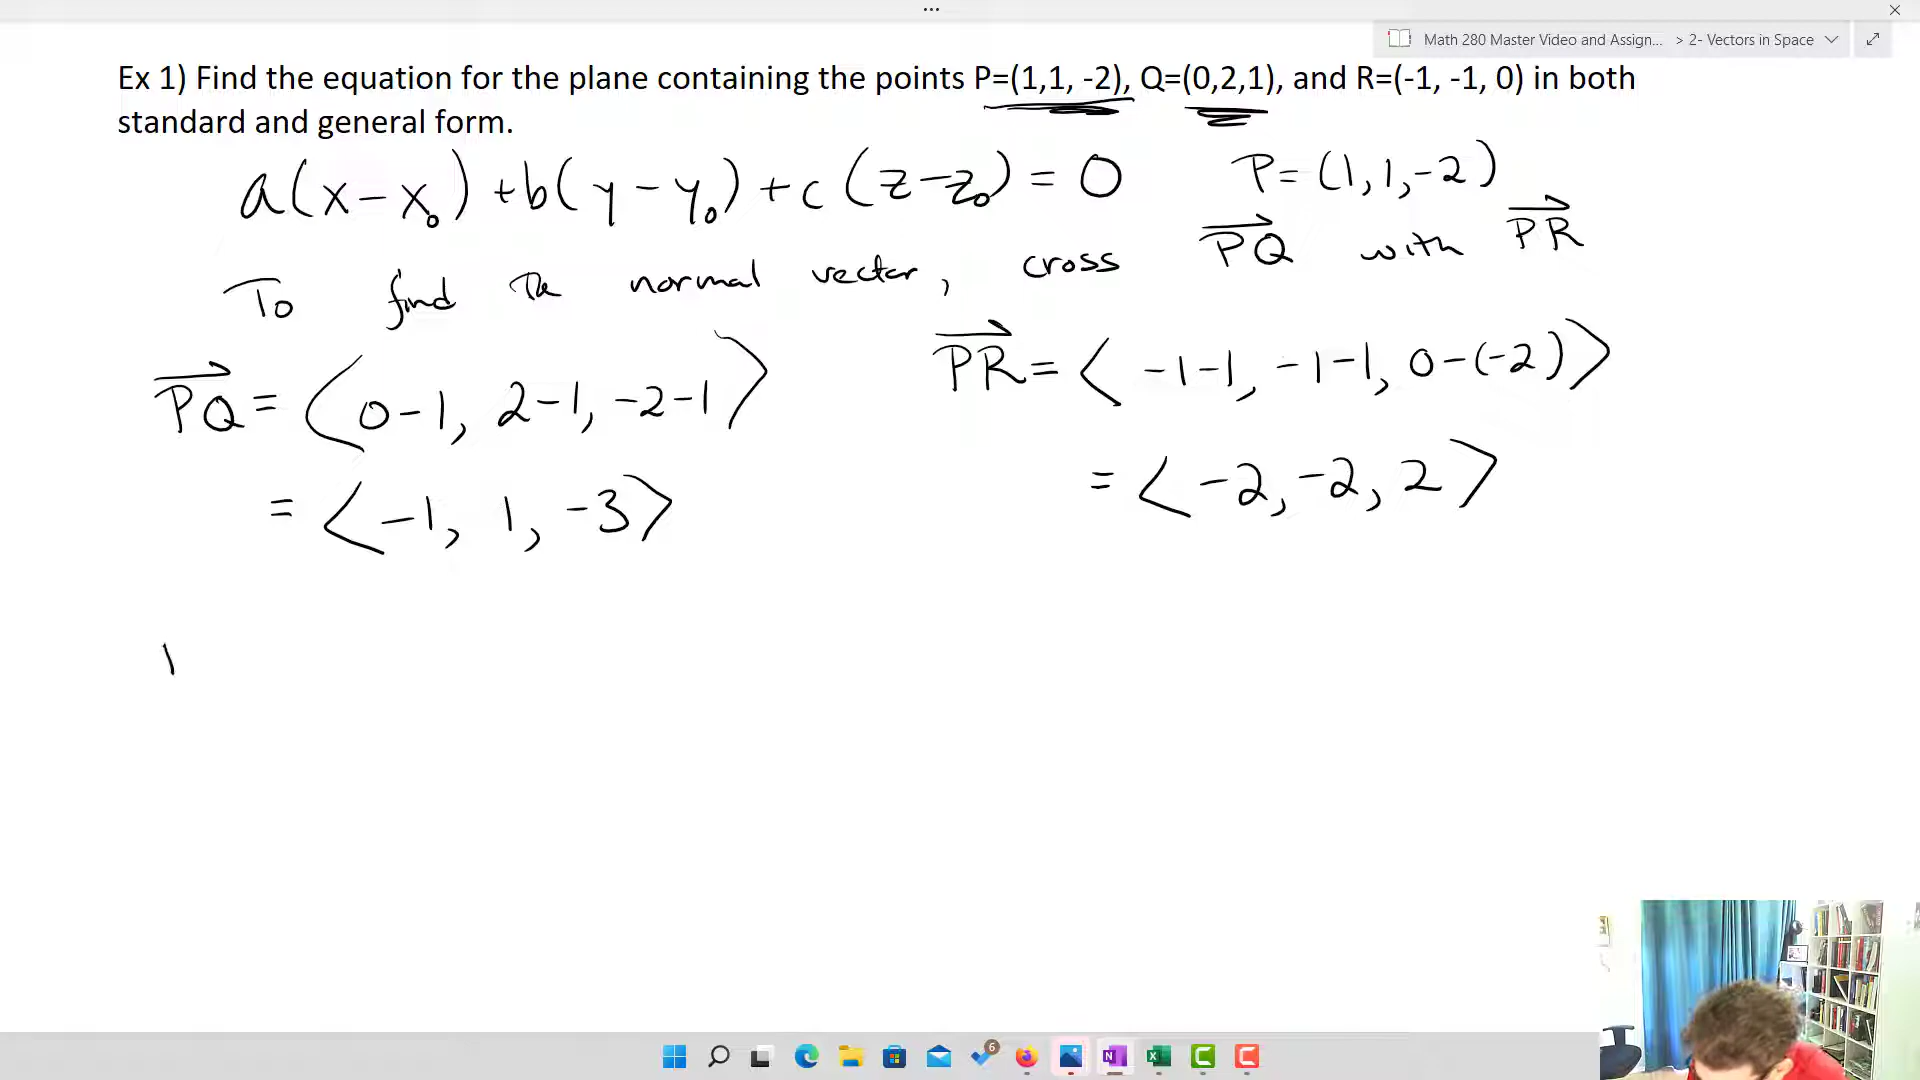 Math 280 Master Video and Assign... > 2- Vectors in Space
Ex 1) Find the equation for the plane containing the points P=(1,1, -2), Q=(0,2,1), and R=(-1, -1, 0) in both
standard and general form.
a(x-x₀)+b(y-y₀)+c(z-z₀)=0 P=(1,1,-2)
To find the normal vector, cross PQ⃗ with PR⃗
PQ⃗=⟨0-1, 2-1, -2-1⟩ PR⃗=⟨-1-1, -1-1, 0-(-2)⟩
=⟨-1, 1, -3⟩ =⟨-2, -2, 2⟩
6